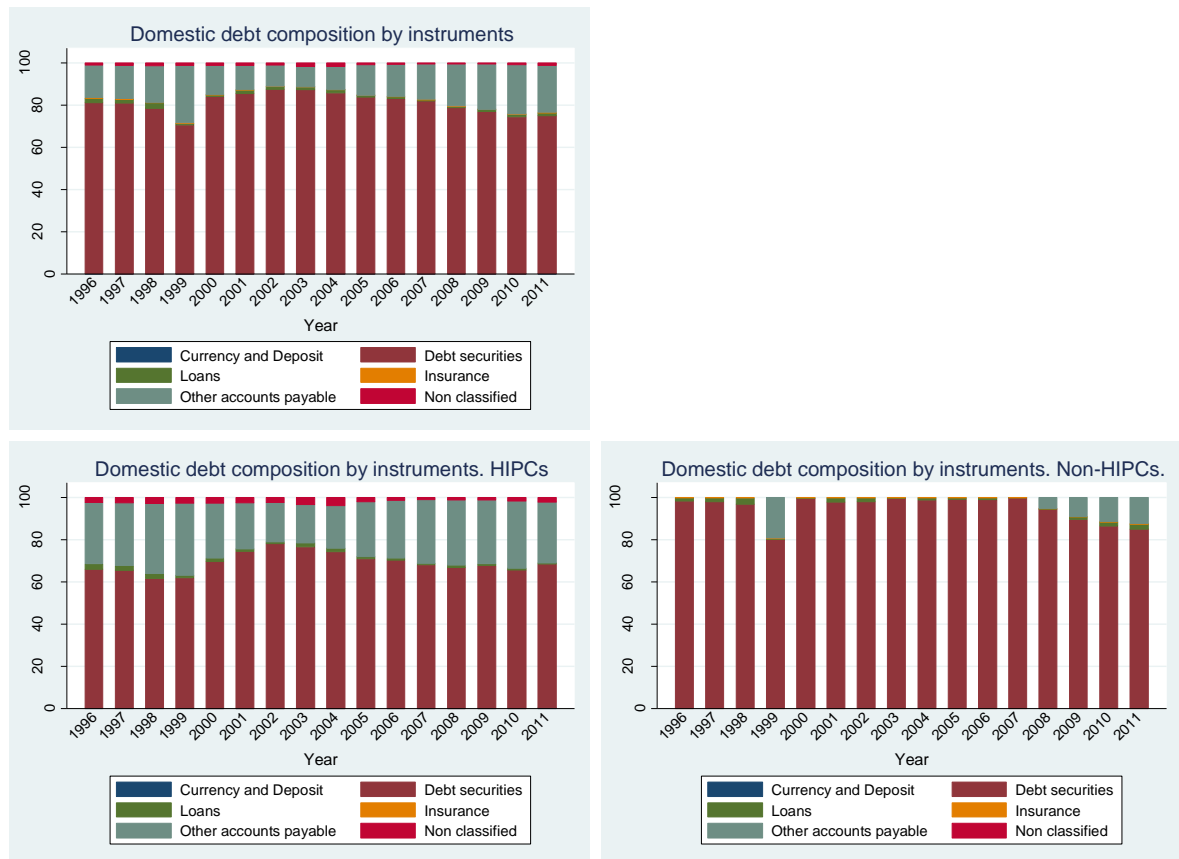 Domestic debt composition by instruments
100
80
60
40
20
0
1996 1997 1998 1999 2000 2001 2002 2003 2004 2005 2006 2007 2008 2009 2010 2011
Year
Currency and Deposit Debt securities
Loans Insurance
Other accounts payable Non classified
Domestic debt composition by instruments. HIPCs
100
80
60
40
20
0
1996 1997 1998 1999 2000 2001 2002 2003 2004 2005 2006 2007 2008 2009 2010 2011
Year
Currency and Deposit Debt securities
Loans Insurance
Other accounts payable Non classified
Domestic debt composition by instruments. Non-HIPCs.
100
80
60
40
20
0
1996 1997 1998 1999 2000 2001 2002 2003 2004 2005 2006 2007 2008 2009 2010 2011
Year
Currency and Deposit Debt securities
Loans Insurance
Other accounts payable Non classified